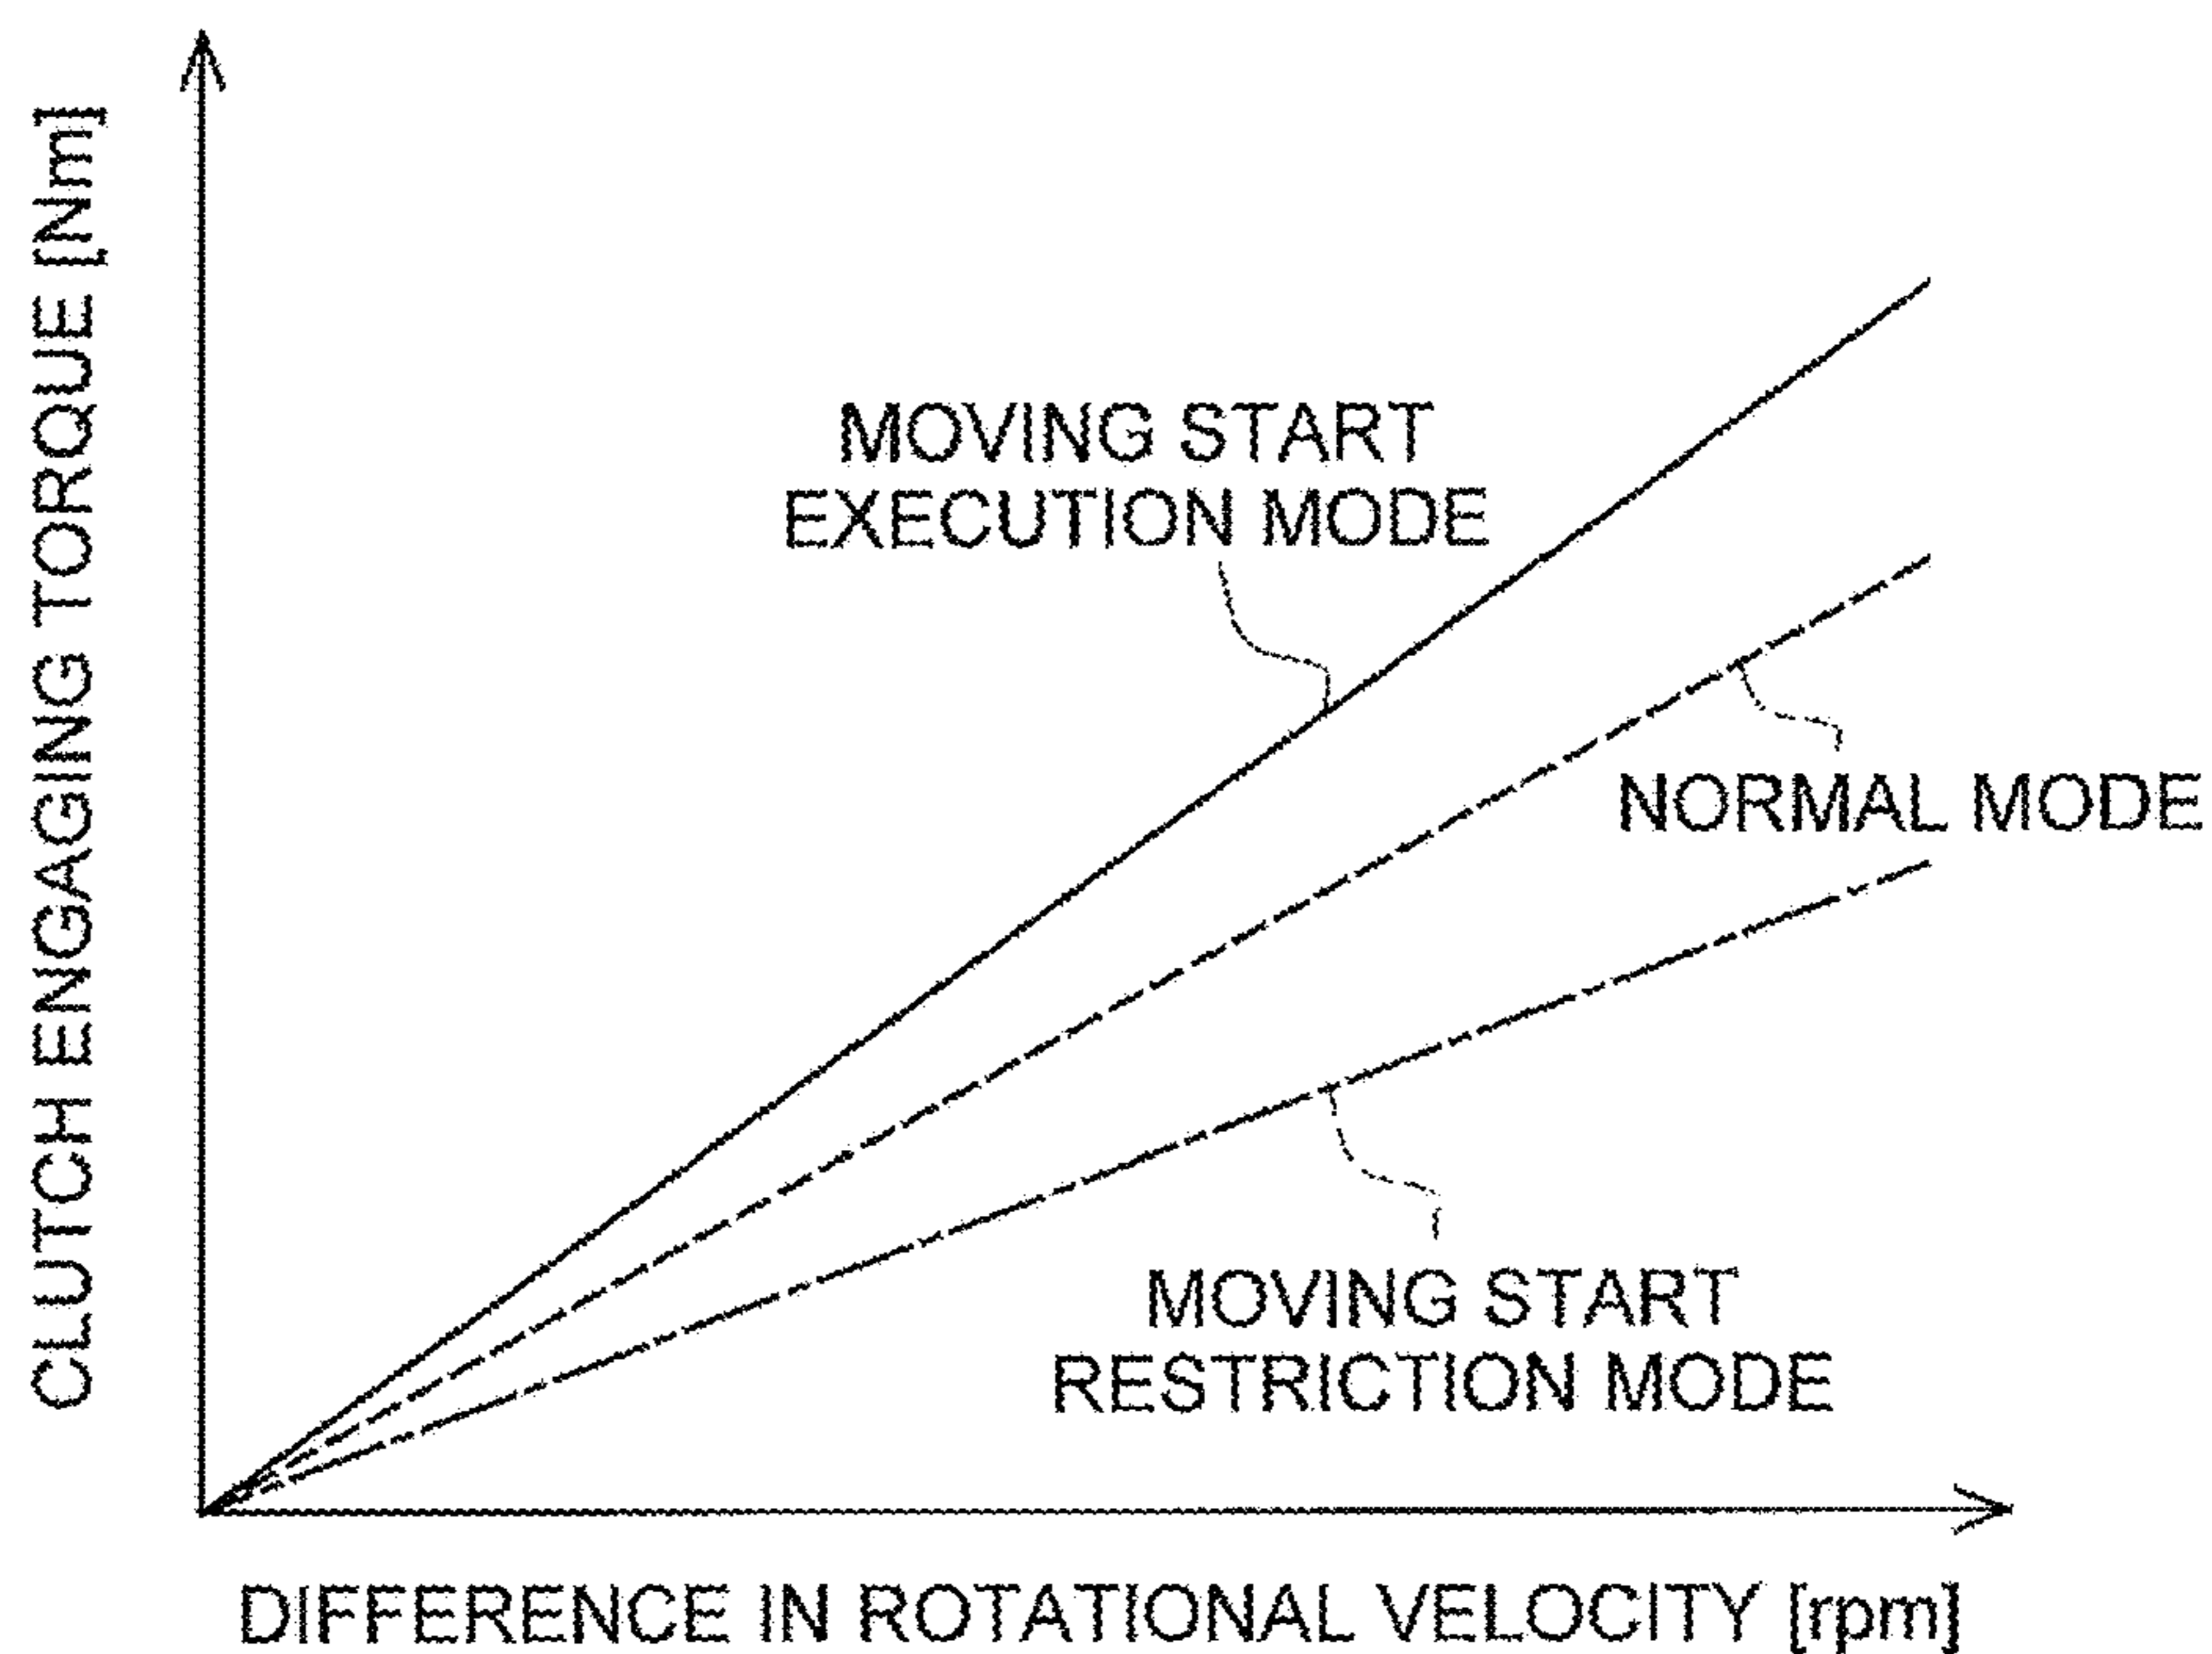 CLUTCH ENGAGING TORQUE [Nm]
MOVING START
EXECUTION MODE
NORMAL MODE
MOVING START
RESTRICTION MODE
DIFFERENCE IN ROTATIONAL VELOCITY [rpm]